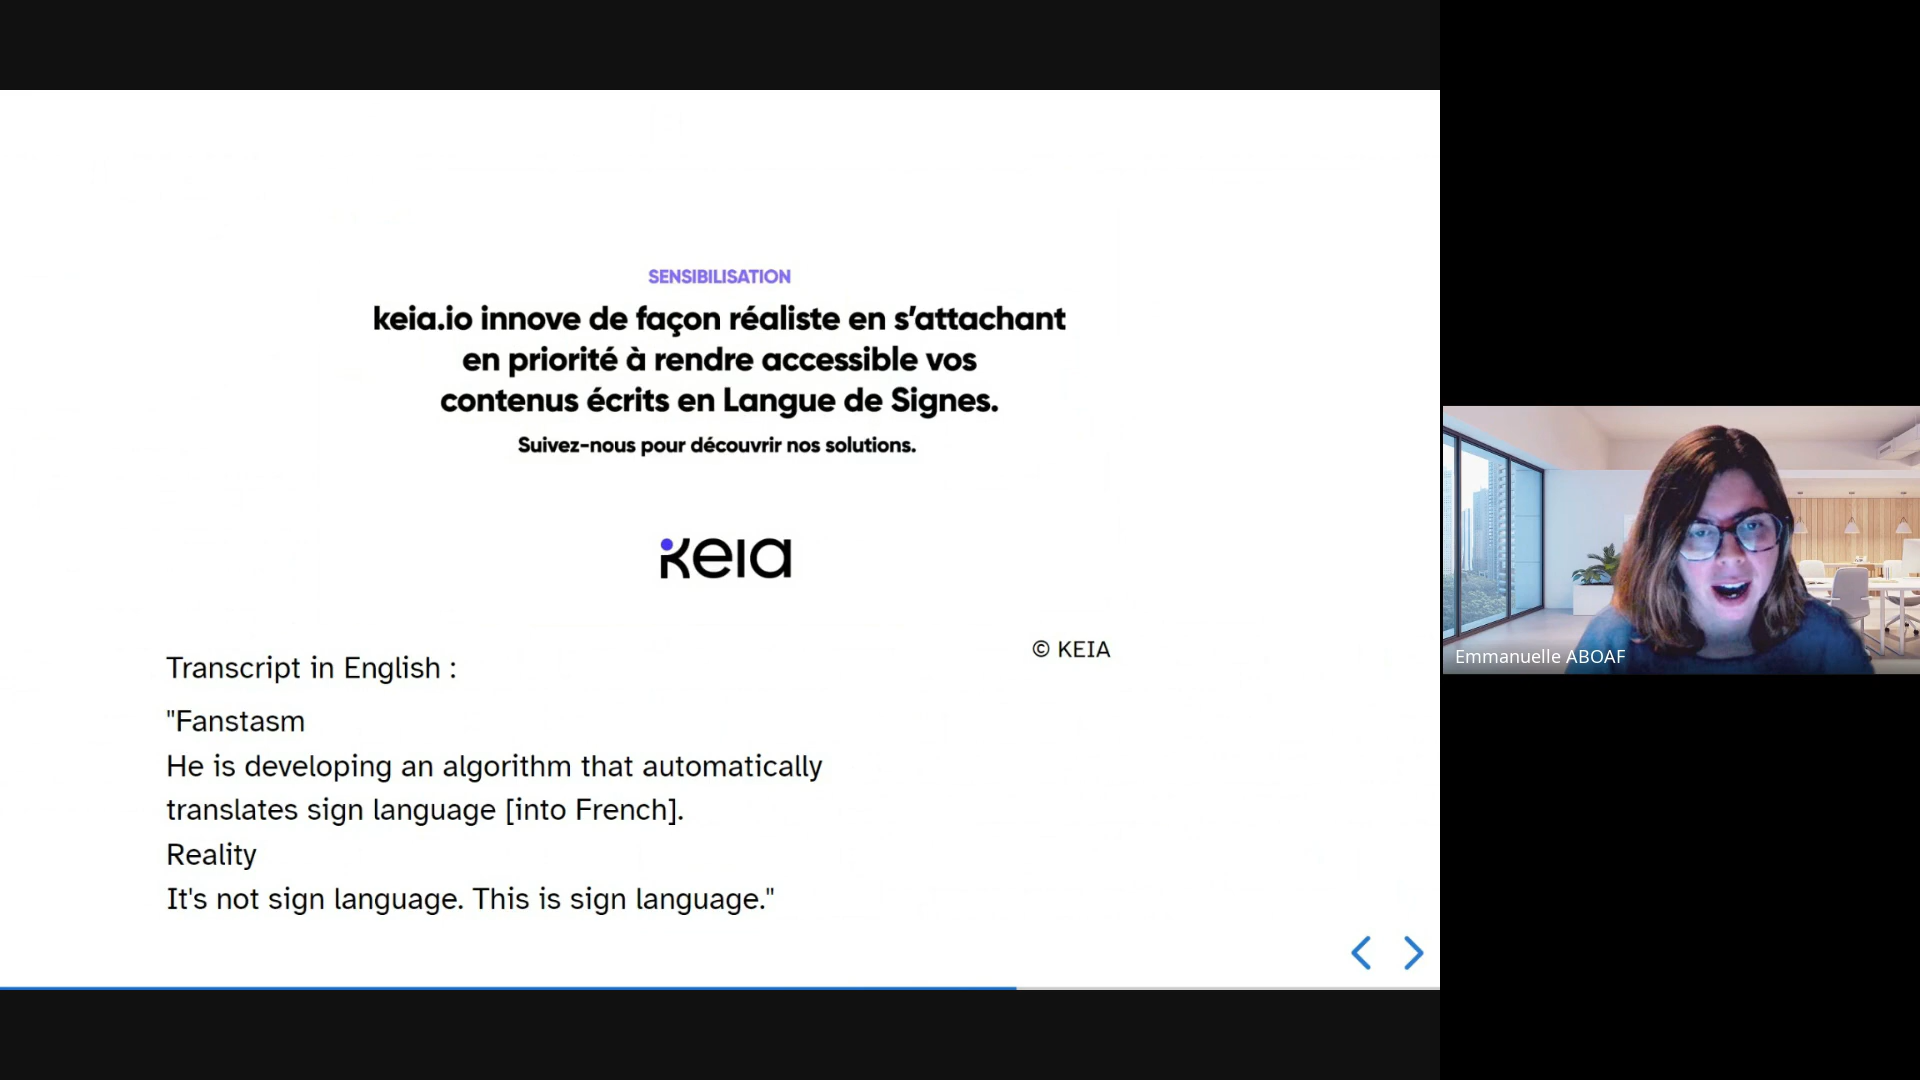 SENSIBILISATION
keia.io innove de façon réaliste en s’attachant
en priorité à rendre accessible vos
contenus écrits en Langue de Signes.
Suivez-nous pour découvrir nos solutions.
keia
© KEIA
Transcript in English :
"Fanstasm
He is developing an algorithm that automatically
translates sign language [into French].
Reality
It's not sign language. This is sign language."
Emmanuelle ABOAF